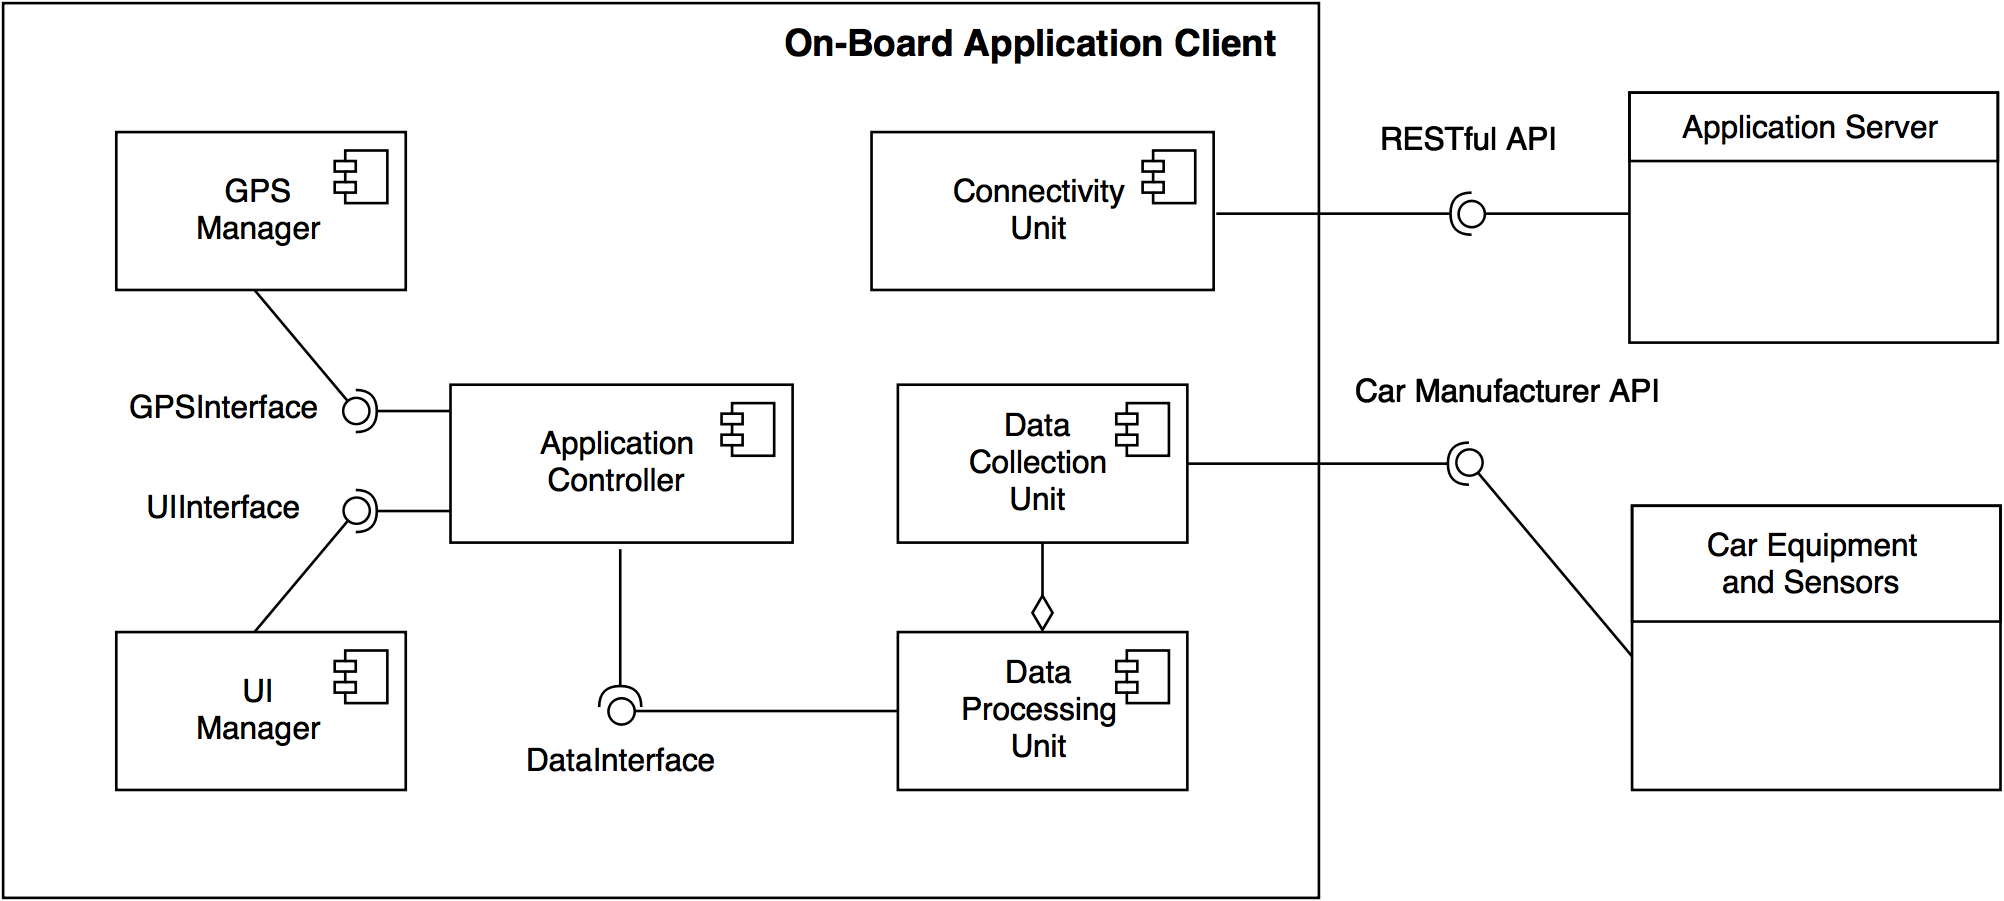 On-Board Application Client
GPS
Manager
Connectivity
Unit
RESTful API
Application Server
GPSInterface
UIInterface
Application
Controller
Data
Collection
Unit
Car Manufacturer API
Car Equipment
and Sensors
UI
Manager
DataInterface
Data
Processing
Unit